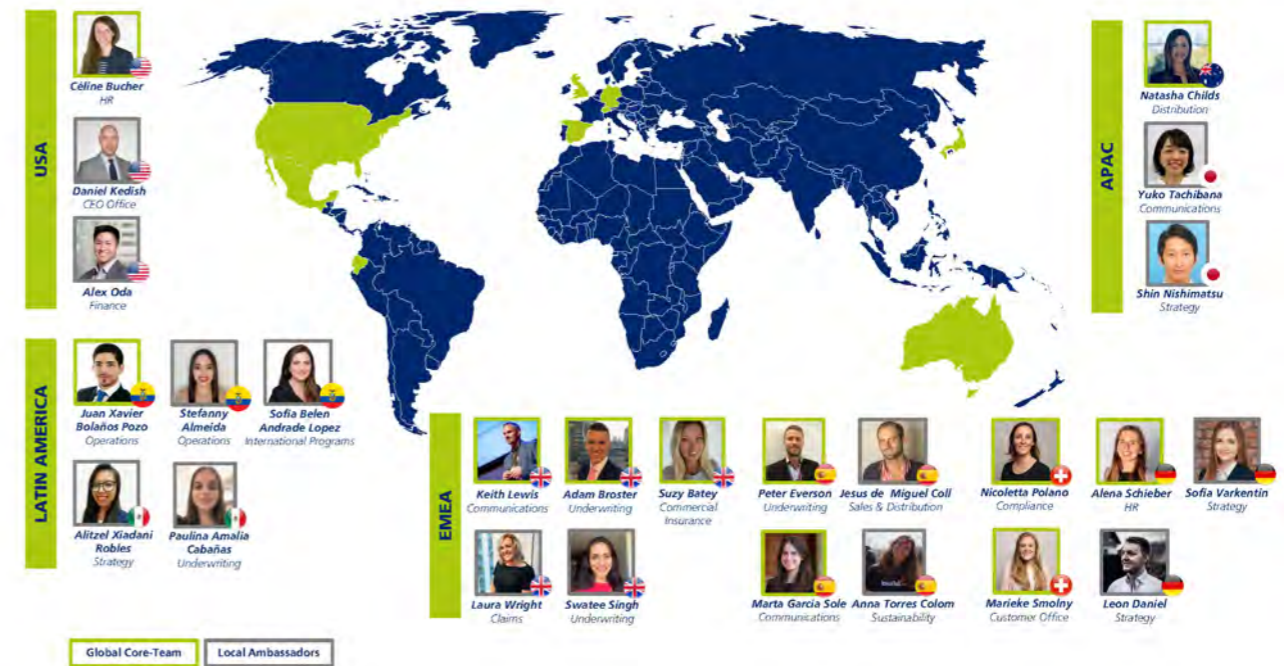 USA
Céline Bucher
HR
Daniel Kedish
CEO Office
Alex Oda
Finance
APAC
Natasha Childs
Distribution
Yuko Tachibana
Communications
Shin Nishimatsu
Strategy
LATIN AMERICA
Juan Xavier
Bolaños Pozo
Operations
Stefanny
Almeida
Operations
Sofia Belen
Andrade Lopez
International Programs
Alitzel Xiadani
Robles
Strategy
Paulina Amalia
Cabañas
Underwriting
EMEA
Keith Lewis
Communications
Adam Broster
Underwriting
Suzy Batey
Commercial
Insurance
Peter Everson
Underwriting
Jesus de Miguel Coll
Sales & Distribution
Nicoletta Polano
Compliance
Alena Schieber
HR
Sofia Varkentin
Strategy
Laura Wright
Claims
Swatee Singh
Underwriting
Marta Garcia Sole
Communications
Anna Torres Colom
Sustainability
Marieke Smolny
Customer Office
Leon Daniel
Strategy
Global Core-Team
Local Ambassadors